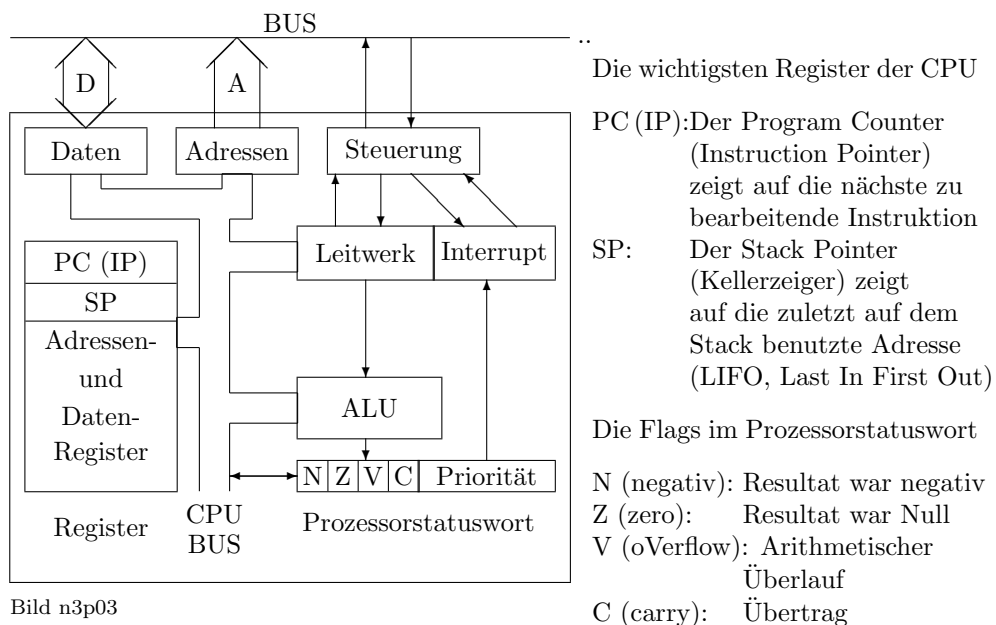 BUS
..
D
A
Daten
Adressen
Steuerung
Leitwerk
Interrupt
PC (IP)
SP
Adressen-
und
Daten-
Register
ALU
N Z V C Priorität
Register
CPU
BUS
Prozessorstatuswort
Bild n3p03
Die wichtigsten Register der CPU
PC (IP):Der Program Counter
(Instruction Pointer)
zeigt auf die nächste zu
bearbeitende Instruktion
SP: Der Stack Pointer
(Kellerzeiger) zeigt
auf die zuletzt auf dem
Stack benutzte Adresse
(LIFO, Last In First Out)
Die Flags im Prozessorstatuswort
N (negativ): Resultat war negativ
Z (zero): Resultat war Null
V (oVerflow): Arithmetischer
Überlauf
C (carry): Übertrag